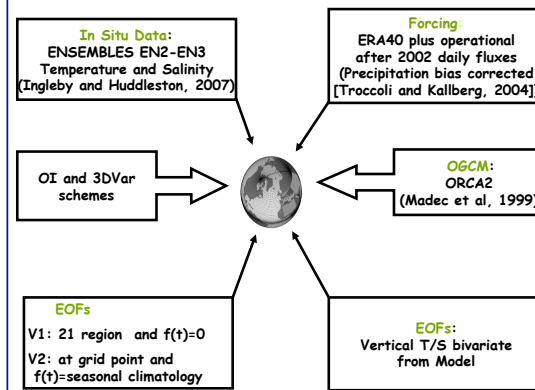 In Situ Data:
ENSEMBLES EN2-EN3
Temperature and Salinity
(Ingleby and Huddleston, 2007)
Forcing:
ERA40 plus operational
after 2002 daily fluxes
(Precipitation bias corrected
[Troccoli and Kallberg, 2004])
OI and 3DVar
schemes
OGCM:
ORCA2
(Madec et al, 1999)
EOFs
V1: 21 region and f(t)=0
V2: at grid point and
f(t)=seasonal climatology
EOFs:
Vertical T/S bivariate
from Model